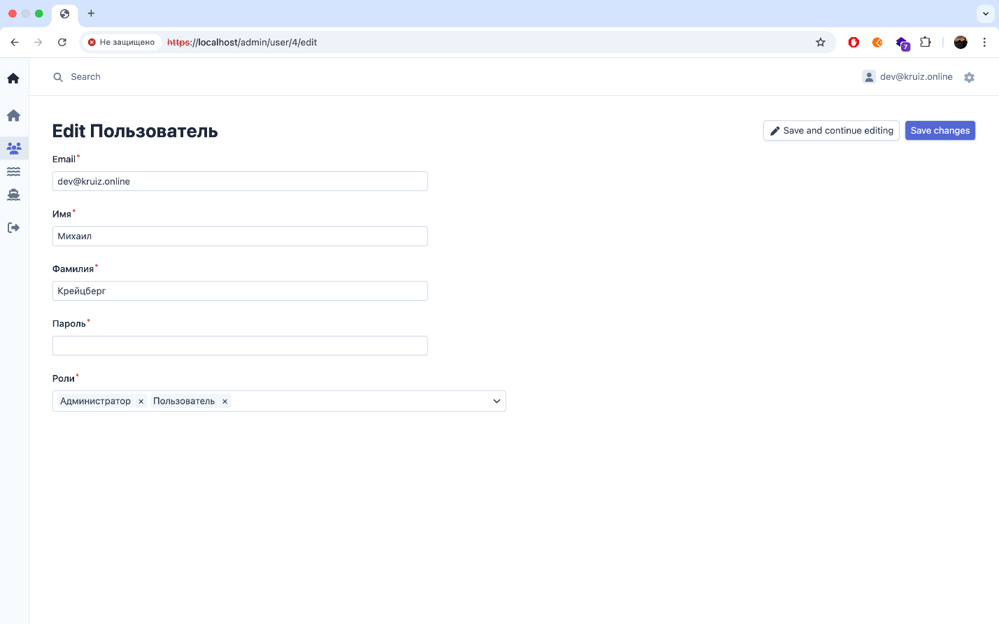 Не защищено https://localhost/admin/user/4/edit
7
Search
dev@kruiz.online
Edit Пользователь
Save and continue editing
Save changes
Email*
dev@kruiz.online
Имя*
Михаил
Фамилия*
Крейцберг
Пароль*
Роли*
Администратор × Пользователь ×